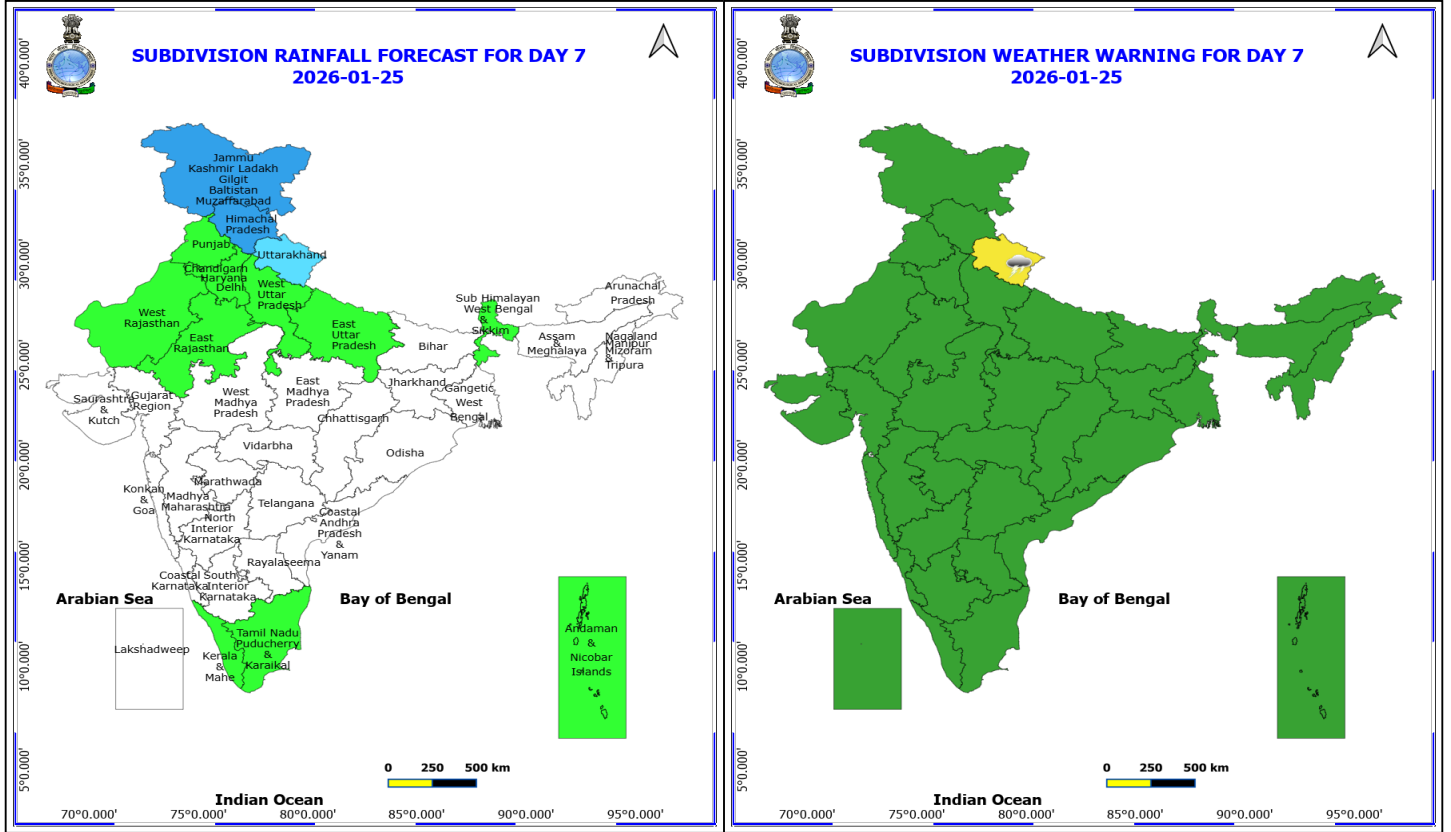 SUBDIVISION RAINFALL FORECAST FOR DAY 7
2026-01-25
40°0.000'
35°0.000'
30°0.000'
25°0.000'
20°0.000'
15°0.000'
10°0.000'
5°0.000'
Jammu
Kashmir Ladakh
Gilgit
Baltistan
Muzaffarabad
Himachal
Pradesh
Punjab
Uttarakhand
Chandigarh
Haryana
Delhi
West
Uttar
Pradesh
West
Rajasthan
East
Rajasthan
East
Uttar
Pradesh
Sub Himalayan
West Bengal
&
Sikkim
Arunachal
Pradesh
Assam
&
Meghalaya
Nagaland
Manipur
Mizoram
&
Tripura
Bihar
Jharkhand
Gangetic
West
Bengal
East
Madhya
Pradesh
West
Madhya
Pradesh
Gujarat
Region
Saurashtra
&
Kutch
Chhattisgarh
Vidarbha
Odisha
Konkan
&
Goa
Marathwada
Madhya
Maharashtra
Telangana
North
Interior
Karnataka
Coastal
Andhra
Pradesh
&
Yanam
Rayalaseema
Coastal
Karnataka
South
Interior
Karnataka
Arabian Sea
Bay of Bengal
Lakshadweep
Kerala
&
Mahe
Tamil Nadu
Puducherry
&
Karaikal
Andaman
&
Nicobar
Islands
0 250 500 km
Indian Ocean
70°0.000' 75°0.000' 80°0.000' 85°0.000' 90°0.000' 95°0.000'
SUBDIVISION WEATHER WARNING FOR DAY 7
2026-01-25
40°0.000'
35°0.000'
30°0.000'
25°0.000'
20°0.000'
15°0.000'
10°0.000'
5°0.000'
Arabian Sea
Bay of Bengal
0 250 500 km
Indian Ocean
70°0.000' 75°0.000' 80°0.000' 85°0.000' 90°0.000' 95°0.000'